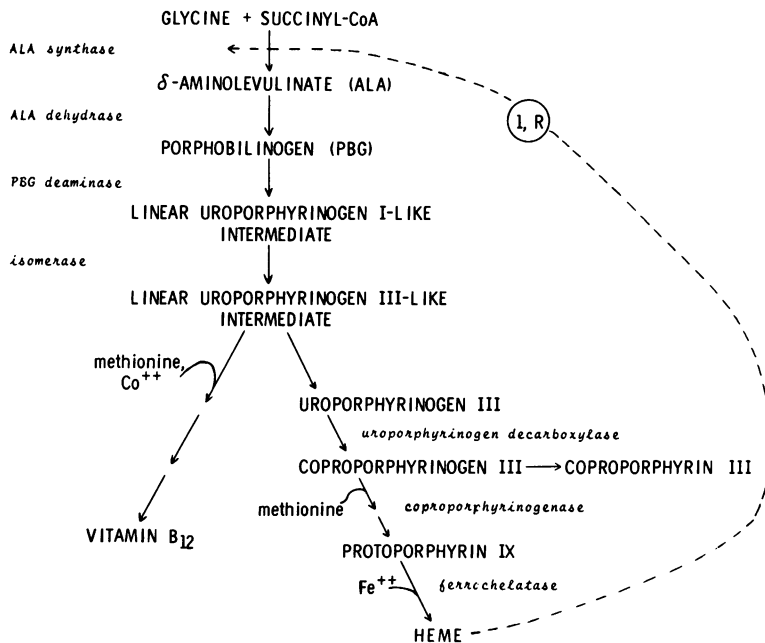 GLYCINE + SUCCINYL-CoA
ALA synthase
δ-AMINOLEVULINATE (ALA)
ALA dehydrase
1, R
PORPHOBILINOGEN (PBG)
PBG deaminase
LINEAR UROPORPHYRINOGEN I-LIKE
INTERMEDIATE
isomerase
LINEAR UROPORPHYRINOGEN III-LIKE
INTERMEDIATE
methionine,
Co++
UROPORPHYRINOGEN III
uroporphyrinogen decarboxylase
COPROPORPHYRINOGEN III
COPROPORPHYRIN III
methionine
coproporphyrinogenase
VITAMIN B12
PROTOPORPHYRIN IX
Fe++
ferrichelatase
HEME